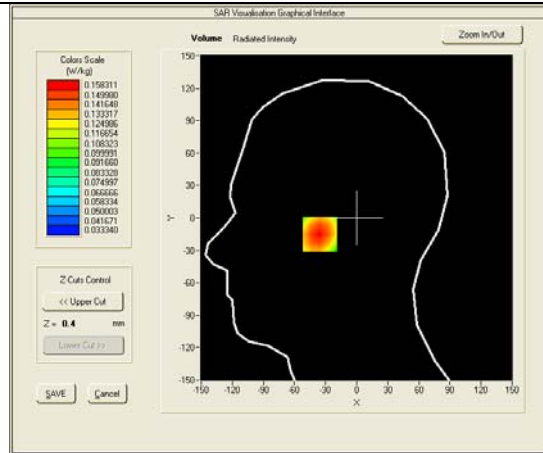 SAR Visualisation Graphical Interface
Volume Radiated Intensity
Zoom In/Out
Colors Scale
(W/kg)
0.158311
0.149980
0.141648
0.133317
0.124986
0.116654
0.108323
0.099991
0.091660
0.083328
0.074997
0.066666
0.058334
0.050003
0.041671
0.033340
Z-Cuts Control
<< Upper Cut
Z = 0.4 mm
Lower Cut >>
SAVE
Cancel
150
120
90
60
30
0
-30
-60
-90
-120
-150
Y
-150 -120 -90 -60 -30 0 30 60 90 120 150
X